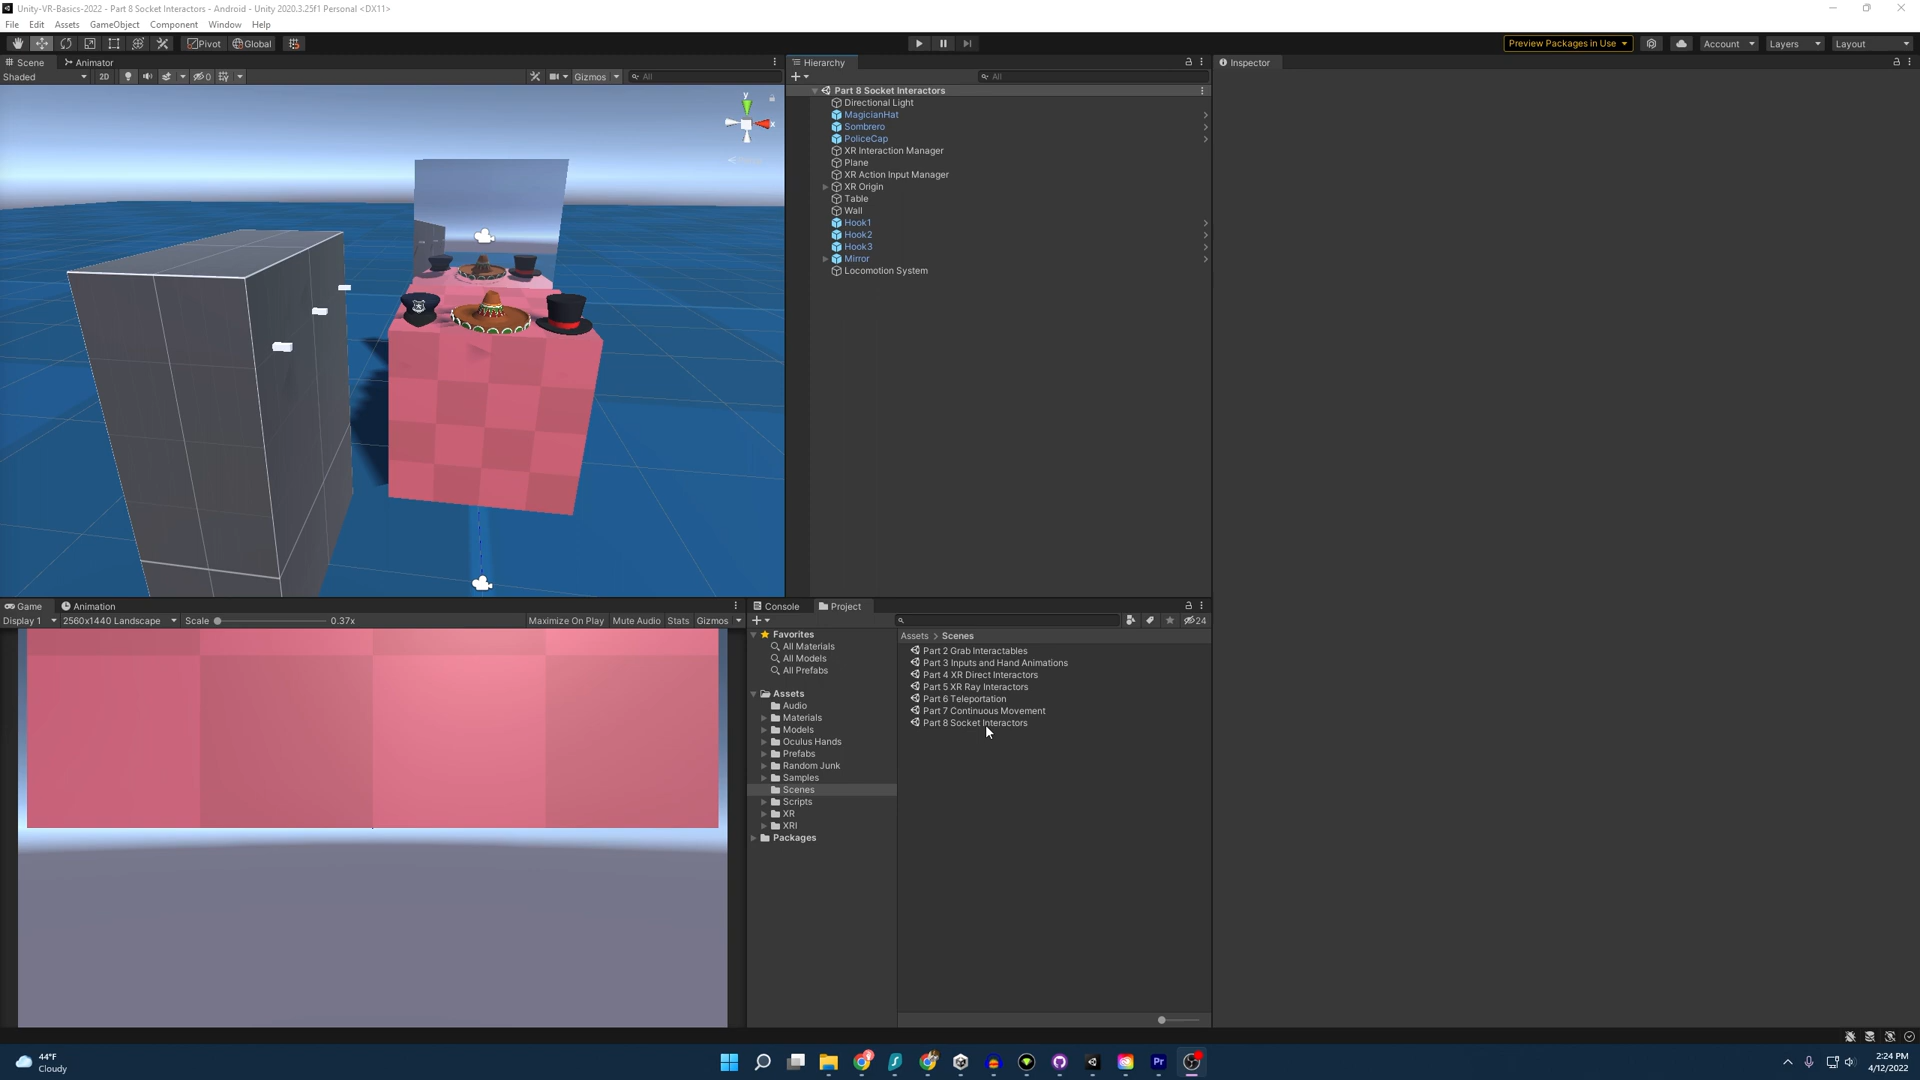 Unity-VR-Basics-2022 - Part 8 Socket Interactors - Android - Unity 2020.3.25f1 Personal <DX11>
File Edit Assets GameObject Component Window Help
Pivot Global
Preview Packages in Use Account Layers Layout
Scene Animator
Shaded 2D 0 Gizmos All
y
x
Hierarchy
All
Part 8 Socket Interactors
Directional Light
MagicianHat
Sombrero
PoliceCap
XR Interaction Manager
Plane
XR Action Input Manager
XR Origin
Table
Wall
Hook1
Hook2
Hook3
Mirror
Locomotion System
Inspector
Game Animation
Display 1 2560x1440 Landscape Scale 0.37x Maximize On Play Mute Audio Stats Gizmos
Console Project
24
Favorites
All Materials
All Models
All Prefabs
Assets
Audio
Materials
Models
Oculus Hands
Prefabs
Random Junk
Samples
Scenes
Scripts
XR
XRI
Packages
Assets > Scenes
Part 2 Grab Interactables
Part 3 Inputs and Hand Animations
Part 4 XR Direct Interactors
Part 5 XR Ray Interactors
Part 6 Teleportation
Part 7 Continuous Movement
Part 8 Socket Interactors
44°F
Cloudy
Pr
2:24 PM
4/12/2022